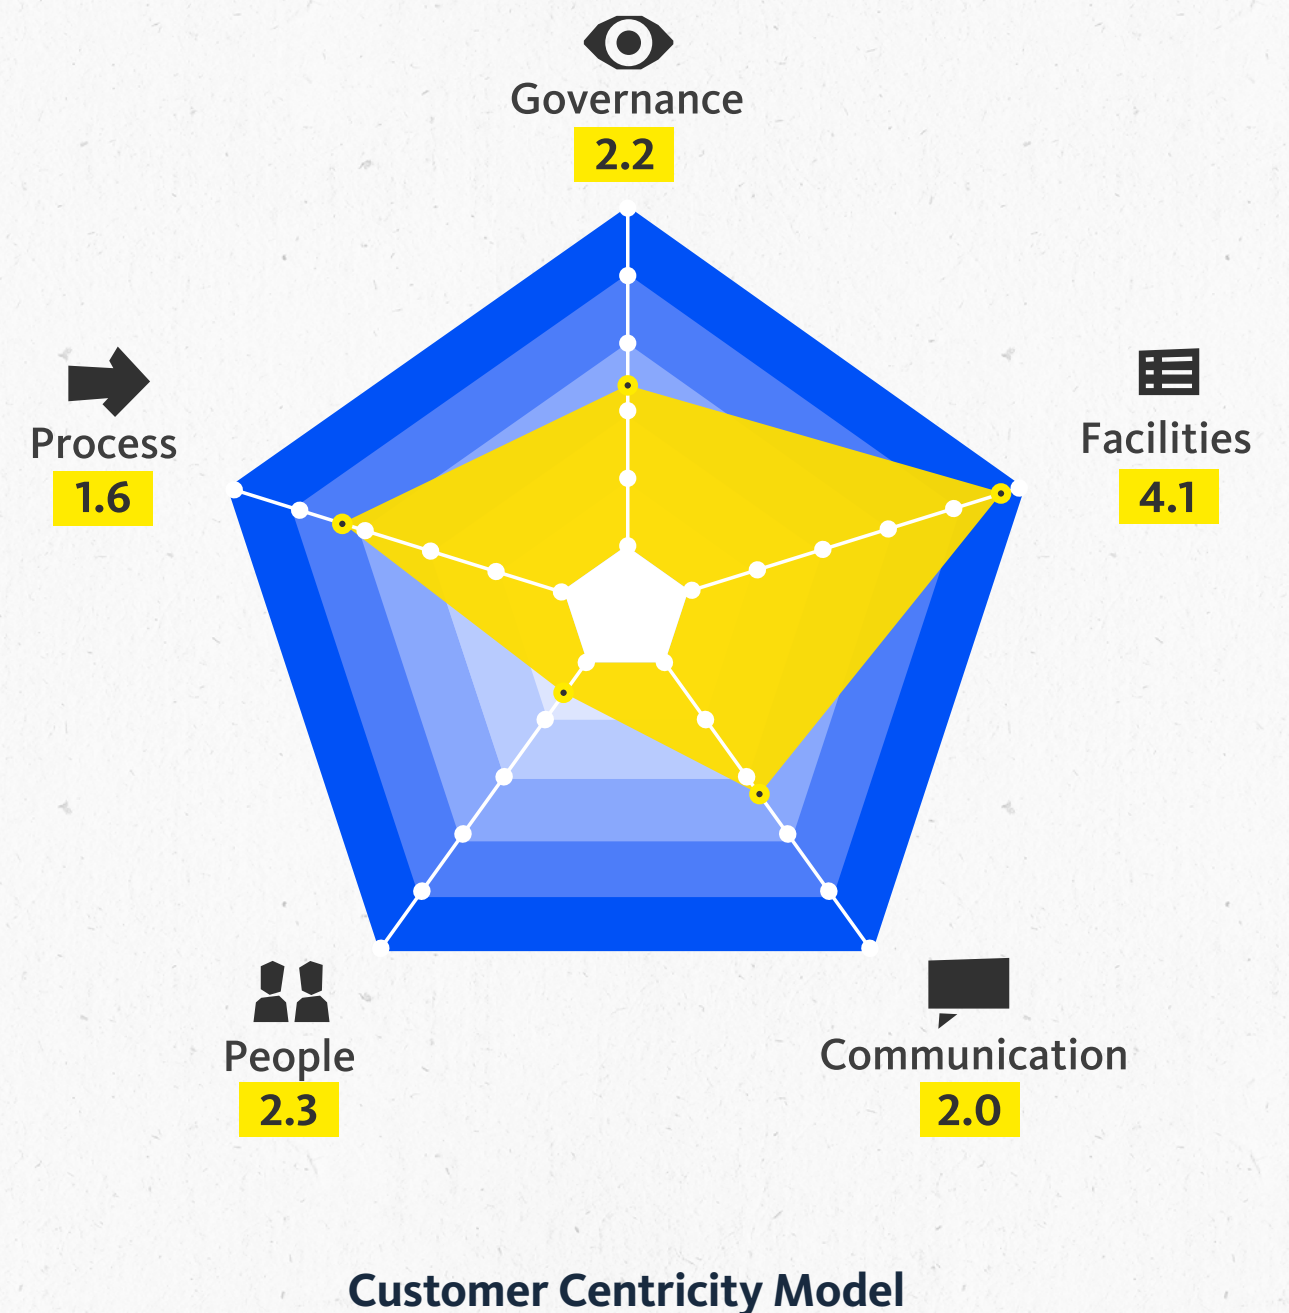 Governance
2.2
Process
1.6
Facilities
4.1
People
2.3
Communication
2.0
Customer Centricity Model